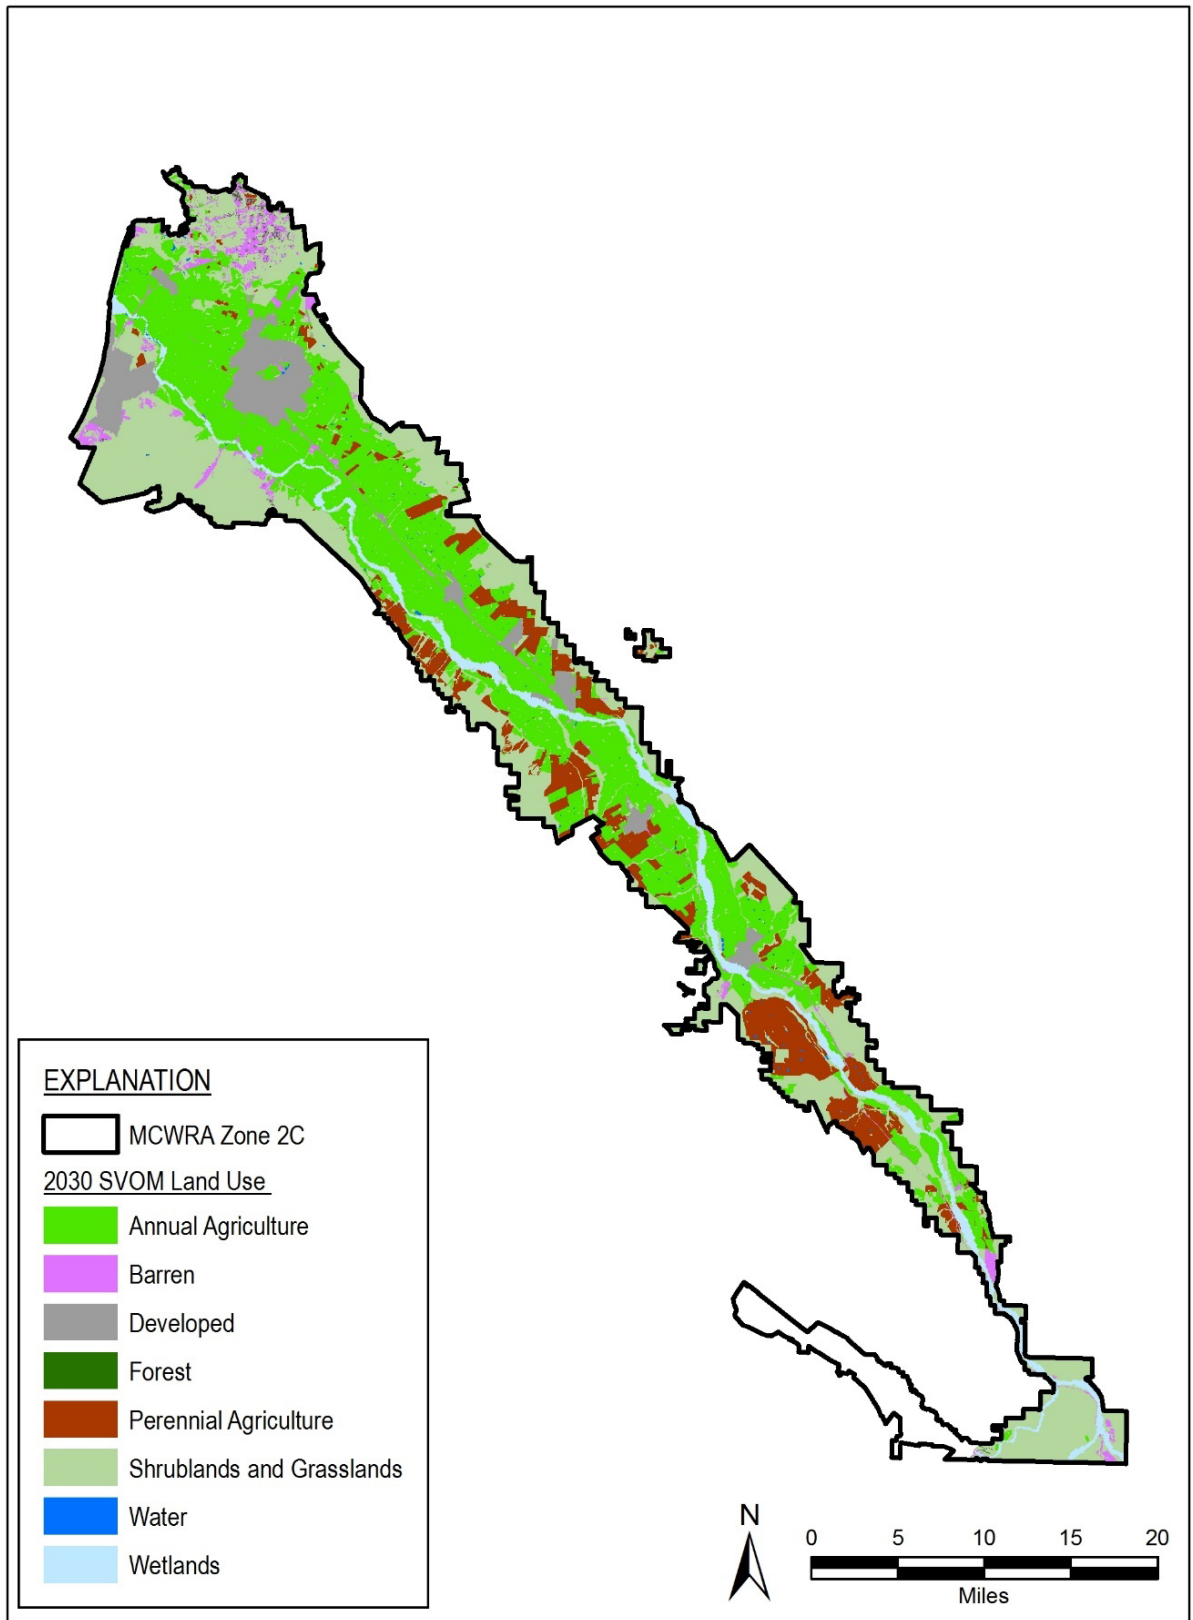 EXPLANATION
MCWRA Zone 2C
2030 SVOM Land Use
Annual Agriculture
Barren
Developed
Forest
Perennial Agriculture
Shrublands and Grasslands
Water
Wetlands
N
0 5 10 15 20
Miles